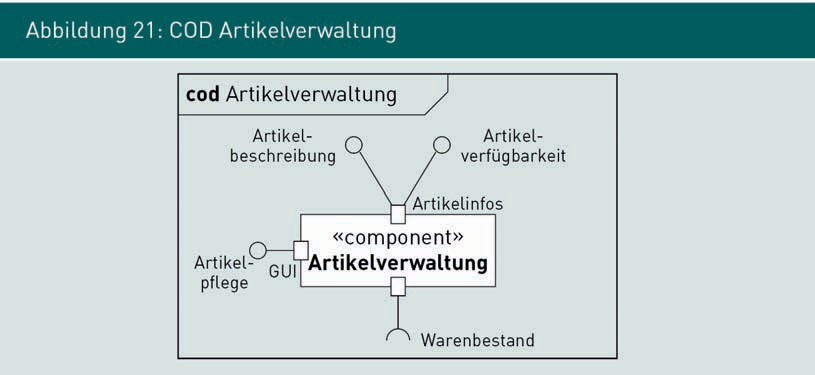 Abbildung 21: COD Artikelverwaltung
cod Artikelverwaltung
Artikel-
beschreibung
Artikel-
verfügbarkeit
Artikelinfos
«component»
Artikelverwaltung
Artikel-
pflege
GUI
Warenbestand